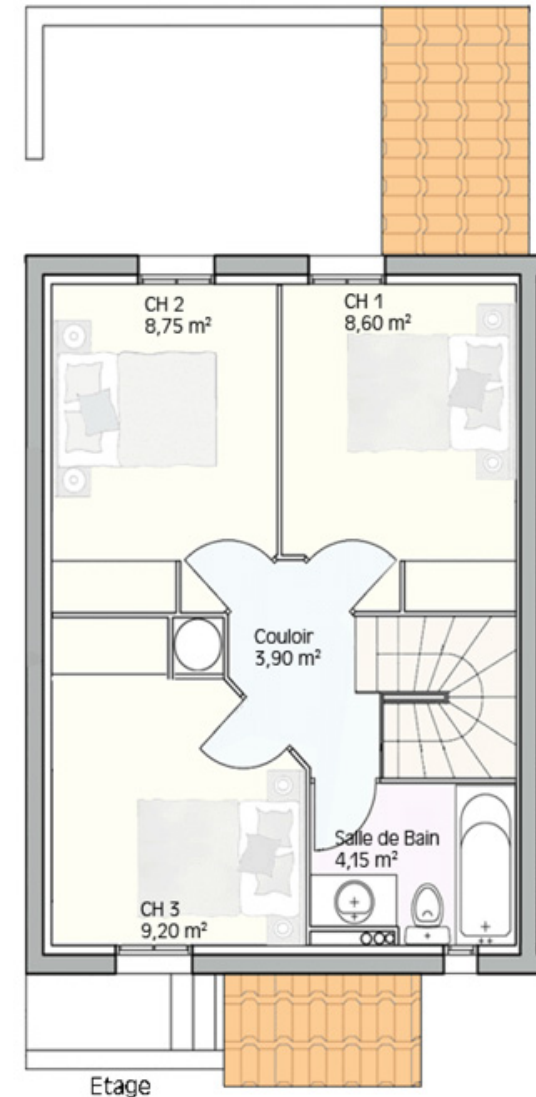 CH 2
8,75 m²
CH 1
8,60 m²
Couloir
3,90 m²
Salle de Bain
4,15 m²
CH 3
9,20 m²
Etage